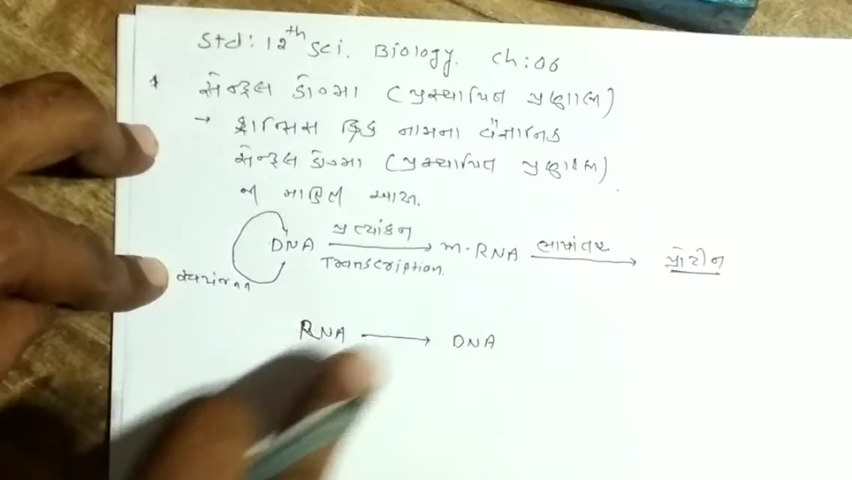 Std: 12th Sci. Biology. Ch: 06
* સેન્ટ્રલ ડોગ્મા (પ્રસ્થાપિત પ્રણાલ)
→ ફ્રાન્સિસ ક્રિક નામના વૈજ્ઞાનિક
સેન્ટ્રલ ડોગ્મા (પ્રસ્થાપિત પ્રણાલ)
ની માહિતી આપી.
DNA પ્રત્યાંકન Transcription. → m.RNA ભાષાંતર → પ્રોટીન
સ્વયંજનન
RNA → DNA